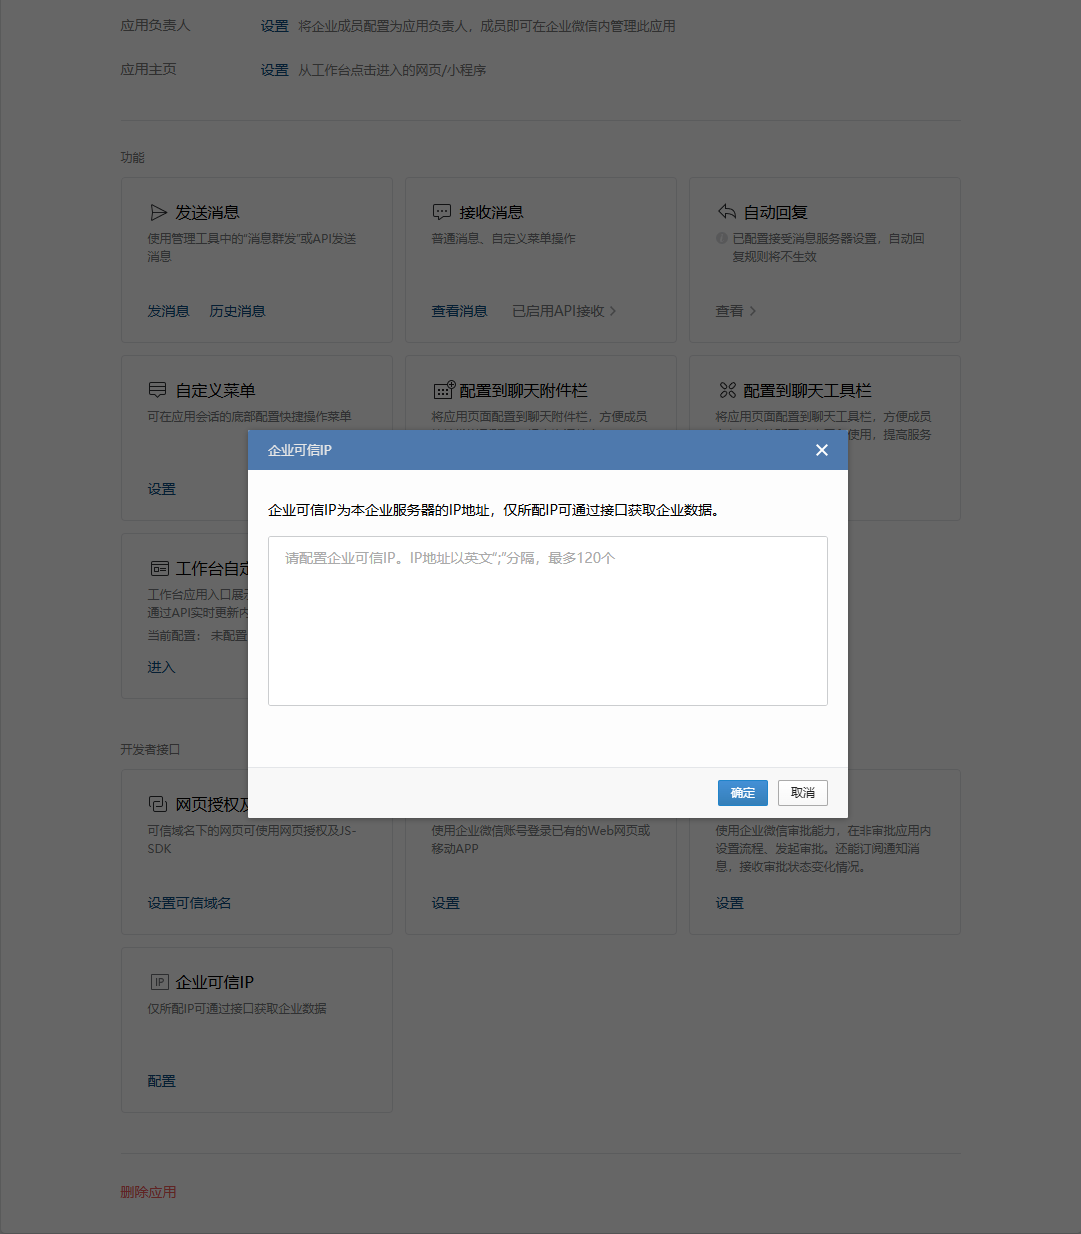 应用负责人 设置 将企业成员配置为应用负责人，成员即可在企业微信内管理此应用
应用主页 设置 从工作台点击进入的网页/小程序
功能
发送消息
使用管理工具中的“消息群发”或API发送
消息
发消息 历史消息
接收消息
普通消息、自定义菜单操作
查看消息 已启用API接收
自动回复
已配置接受消息服务器设置，自动回
复规则将不生效
查看
自定义菜单
可在应用会话的底部配置快捷操作菜单
设置
配置到聊天附件栏
将应用页面配置到聊天附件栏，方便成员
配置到聊天工具栏
将应用页面配置到聊天工具栏，方便成员
使用，提高服务
企业可信IP
企业可信IP为本企业服务器的IP地址，仅所配IP可通过接口获取企业数据。
请配置企业可信IP。IP地址以英文“;”分隔，最多120个
确定 取消
工作台自定
工作台应用入口展示
通过API实时更新内
当前配置： 未配置
进入
开发者接口
网页授权及
可信域名下的网页可使用网页授权及JS-
SDK
设置可信域名
使用企业微信账号登录已有的Web网页或
移动APP
设置
使用企业微信审批能力，在非审批应用内
设置流程、发起审批。还能订阅通知消
息，接收审批状态变化情况。
设置
IP 企业可信IP
仅所配IP可通过接口获取企业数据
配置
删除应用